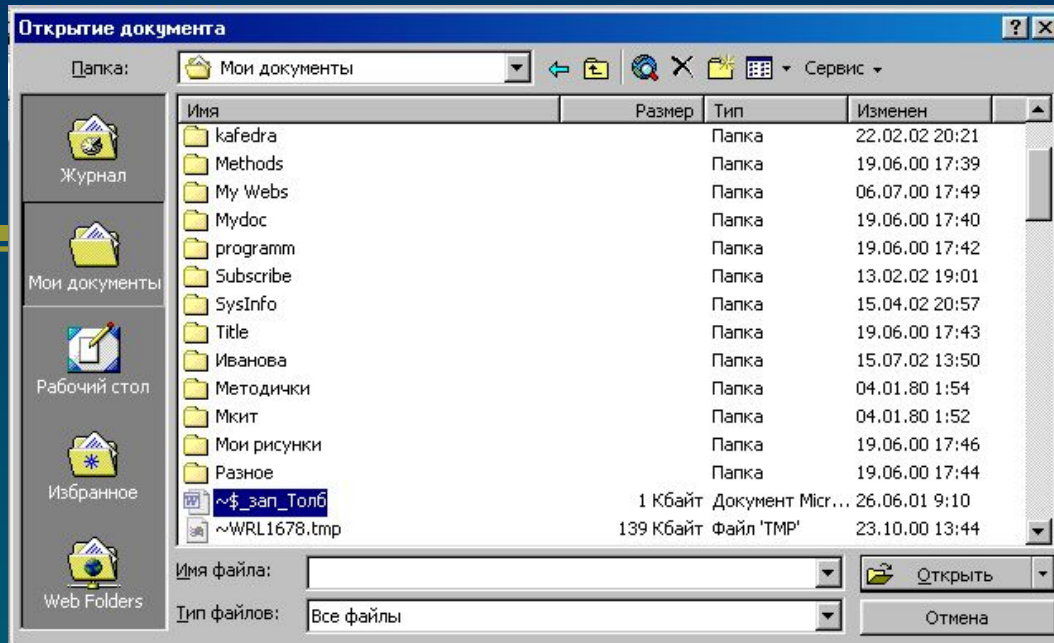 Открытие документа
Папка: Мои документы Сервис
Имя Размер Тип Изменен
kafedra Папка 22.02.02 20:21
Methods Папка 19.06.00 17:39
My Webs Папка 06.07.00 17:49
Mydoc Папка 19.06.00 17:40
programm Папка 19.06.00 17:42
Subscribe Папка 13.02.02 19:01
SysInfo Папка 15.04.02 20:57
Title Папка 19.06.00 17:43
Иванова Папка 15.07.02 13:50
Методички Папка 04.01.80 1:54
Мкит Папка 04.01.80 1:52
Мои рисунки Папка 19.06.00 17:46
Разное Папка 19.06.00 17:44
~$_зап_Толб 1 Кбайт Документ Micr... 26.06.01 9:10
~WRL1678.tmp 139 Кбайт Файл 'TMP' 23.10.00 13:44
Журнал
Мои документы
Рабочий стол
Избранное
Web Folders
Имя файла: Открыть
Тип файлов: Все файлы Отмена